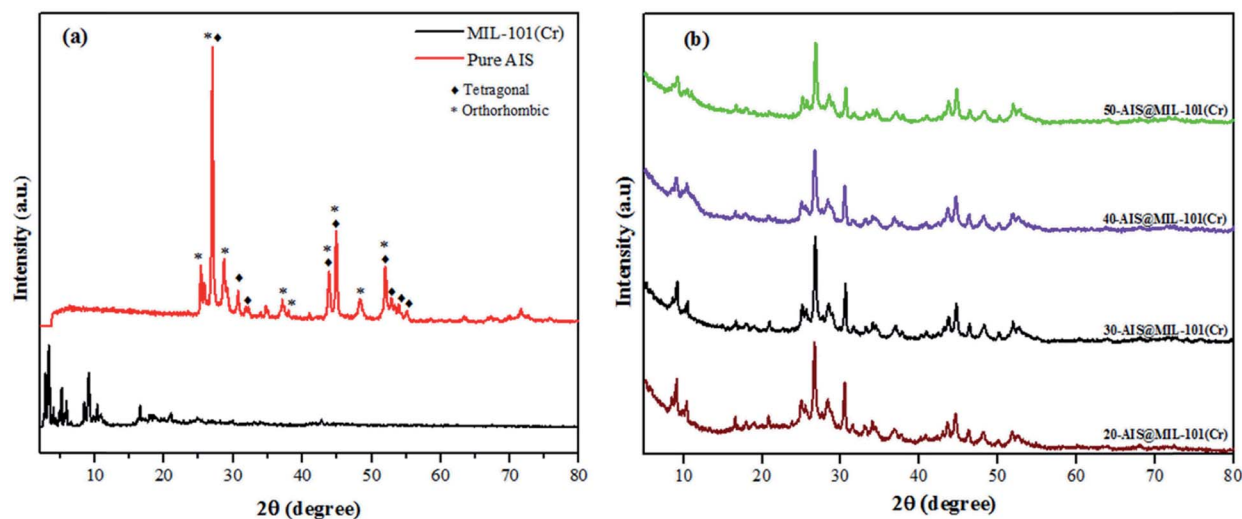 (a)
MIL-101(Cr)
Pure AIS
◆ Tetragonal
* Orthorhombic
Intensity (a.u.)
10 20 30 40 50 60 70 80
2θ (degree)
(b)
50-AIS@MIL-101(Cr)
40-AIS@MIL-101(Cr)
30-AIS@MIL-101(Cr)
20-AIS@MIL-101(Cr)
Intensity (a.u)
10 20 30 40 50 60 70 80
2θ (degree)